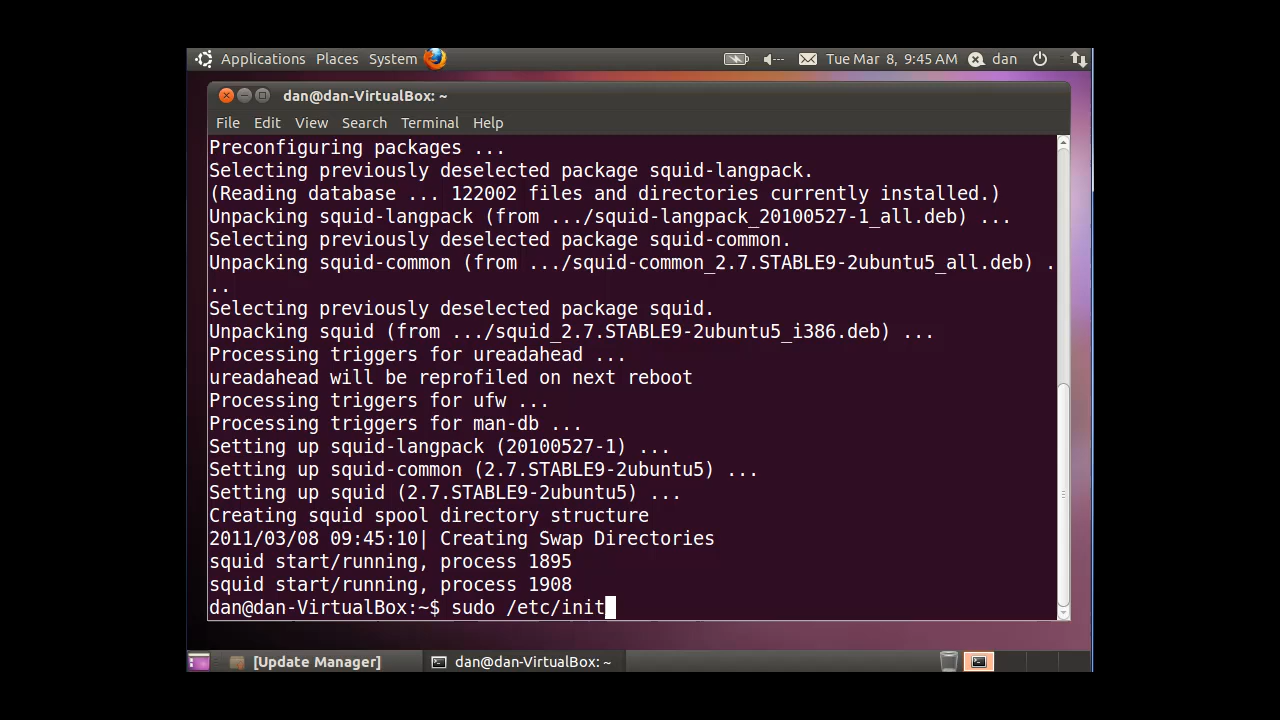 Applications Places System Tue Mar 8, 9:45 AM dan
dan@dan-VirtualBox: ~
File Edit View Search Terminal Help
Preconfiguring packages ...
Selecting previously deselected package squid-langpack.
(Reading database ... 122002 files and directories currently installed.)
Unpacking squid-langpack (from .../squid-langpack_20100527-1_all.deb) ...
Selecting previously deselected package squid-common.
Unpacking squid-common (from .../squid-common_2.7.STABLE9-2ubuntu5_all.deb) .
..
Selecting previously deselected package squid.
Unpacking squid (from .../squid_2.7.STABLE9-2ubuntu5_i386.deb) ...
Processing triggers for ureadahead ...
ureadahead will be reprofiled on next reboot
Processing triggers for ufw ...
Processing triggers for man-db ...
Setting up squid-langpack (20100527-1) ...
Setting up squid-common (2.7.STABLE9-2ubuntu5) ...
Setting up squid (2.7.STABLE9-2ubuntu5) ...
Creating squid spool directory structure
2011/03/08 09:45:10| Creating Swap Directories
squid start/running, process 1895
squid start/running, process 1908
dan@dan-VirtualBox:~$ sudo /etc/init
[Update Manager] dan@dan-VirtualBox: ~